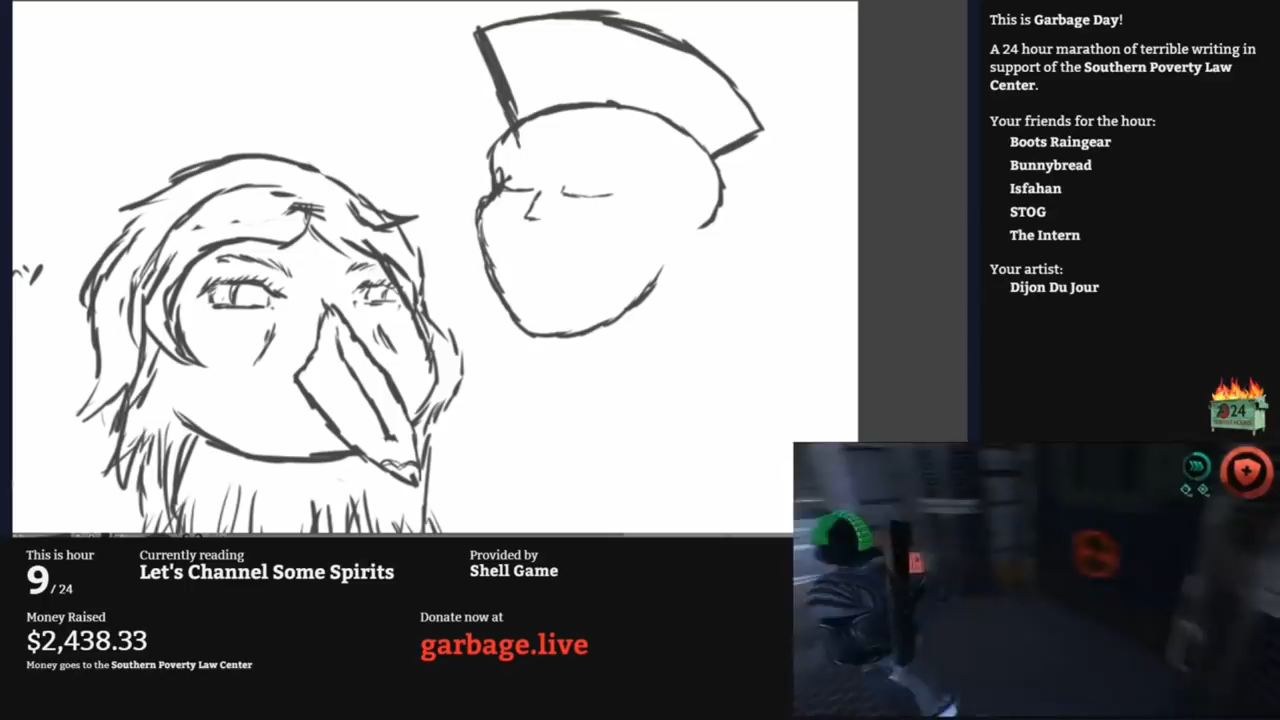 This is Garbage Day!
A 24 hour marathon of terrible writing in
support of the Southern Poverty Law
Center.
Your friends for the hour:
Boots Raingear
Bunnybread
Isfahan
STOG
The Intern
Your artist:
Dijon Du Jour
24
This is hour
9 / 24
Currently reading
Let's Channel Some Spirits
Provided by
Shell Game
Money Raised
$2,438.33
Money goes to the Southern Poverty Law Center
Donate now at
garbage.live